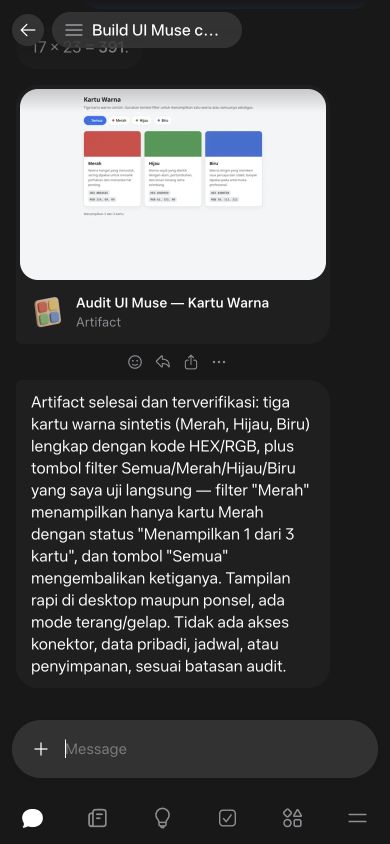 Build UI Muse c...
17 × 23 = 391.
Kartu Warna
Semua Merah Hijau Biru
Merah Hijau Biru
Audit UI Muse — Kartu Warna
Artifact
Artifact selesai dan terverifikasi: tiga
kartu warna sintetis (Merah, Hijau, Biru)
lengkap dengan kode HEX/RGB, plus
tombol filter Semua/Merah/Hijau/Biru
yang saya uji langsung — filter "Merah"
menampilkan hanya kartu Merah
dengan status "Menampilkan 1 dari 3
kartu", dan tombol "Semua"
mengembalikan ketiganya. Tampilan
rapi di desktop maupun ponsel, ada
mode terang/gelap. Tidak ada akses
konektor, data pribadi, jadwal, atau
penyimpanan, sesuai batasan audit.
Message